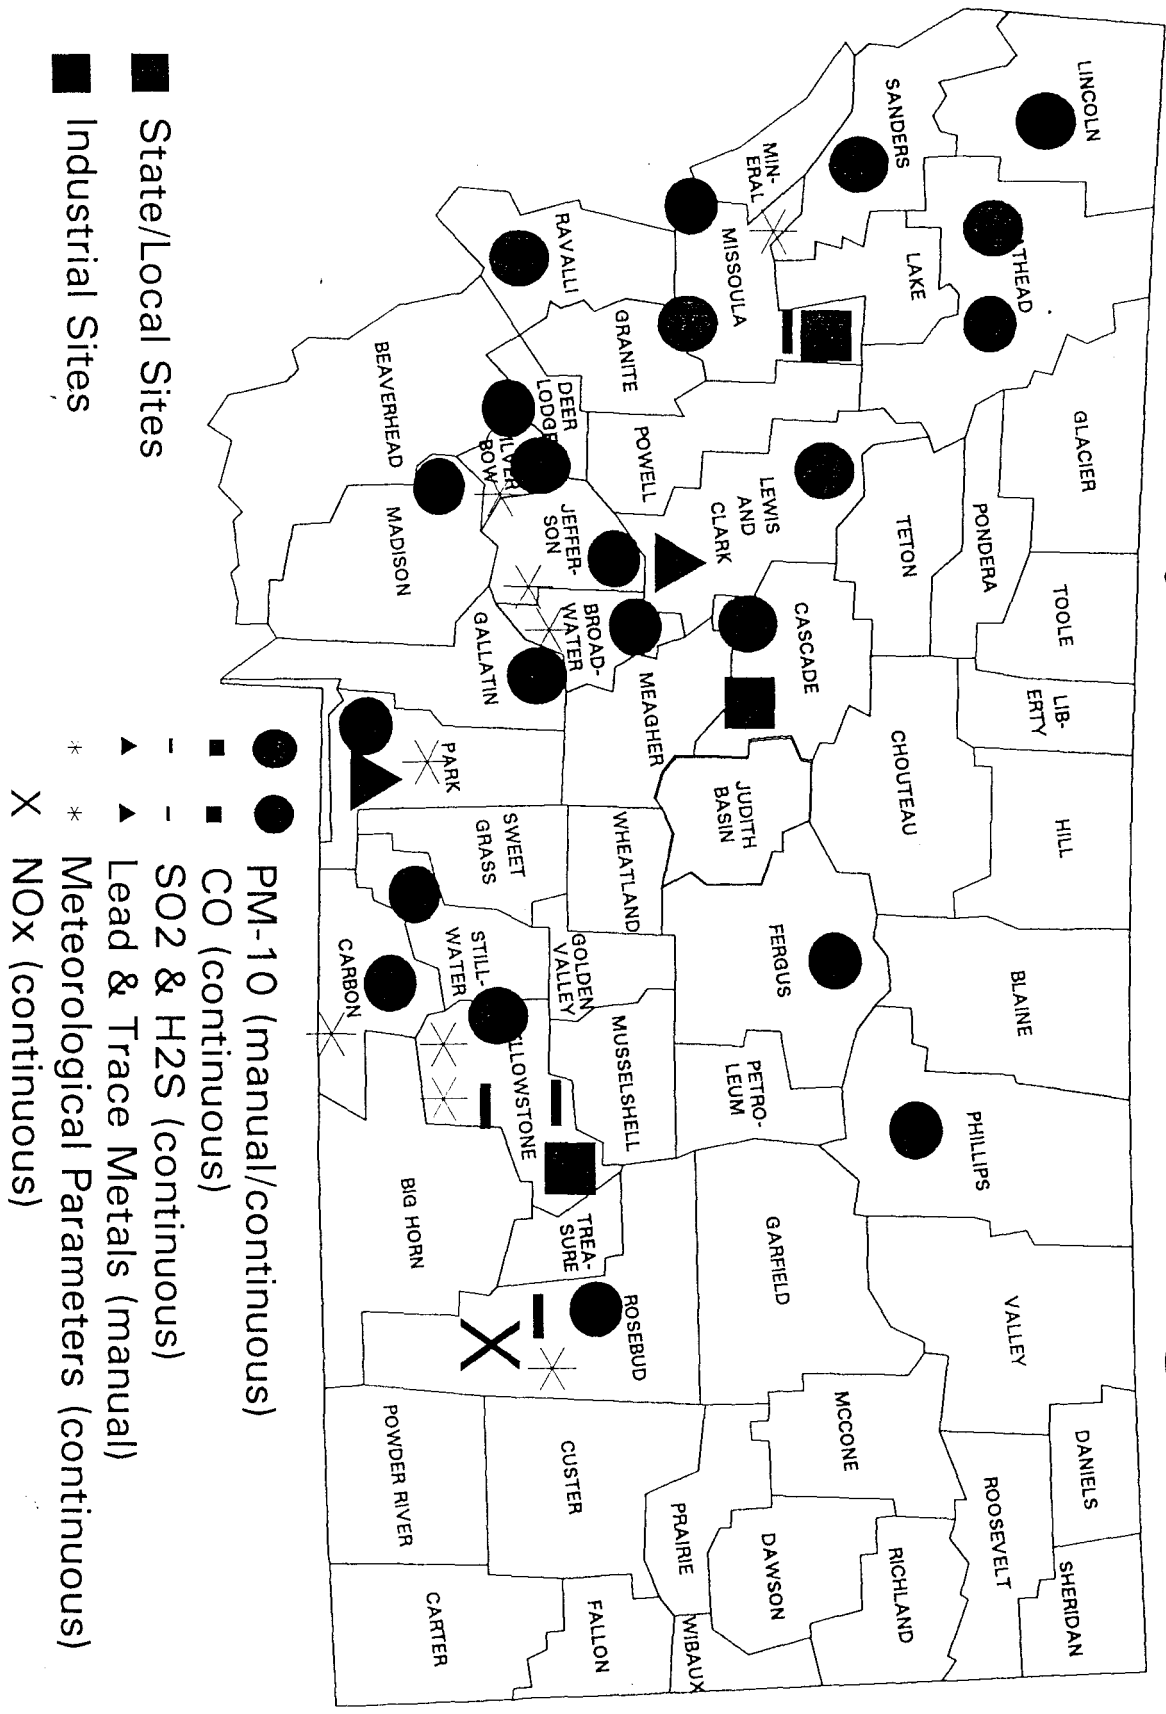 LINCOLN
GLACIER
TOOLE
LIB-
ERTY
HILL
BLAINE
PHILLIPS
VALLEY
DANIELS
SHERIDAN
ROOSEVELT
THEAD
PONDERA
SANDERS
LAKE
TETON
CHOUTEAU
RICHLAND
MCCONE
MIN-
ERAL
MISSOULA
LEWIS
AND
CLARK
CASCADE
JUDITH
BASIN
FERGUS
PETRO-
LEUM
GARFIELD
DAWSON
PRAIRIE
WIBAUX
POWELL
MEAGHER
RAVALLI
GRANITE
DEER
LODGE
ILVER
BOW
JEFFER-
SON
BROAD-
WATER
WHEATLAND
GOLDEN
VALLEY
MUSSELSHELL
TREA-
SURE
ROSEBUD
CUSTER
FALLON
BEAVERHEAD
MADISON
GALLATIN
PARK
SWEET
GRASS
STILL-
WATER
LLOWSTONE
CARBON
BIG HORN
POWDER RIVER
CARTER
State/Local Sites
Industrial Sites
PM-10 (manual/continuous)
CO (continuous)
SO2 & H2S (continuous)
Lead & Trace Metals (manual)
Meteorological Parameters (continuous)
X NOx (continuous)
X